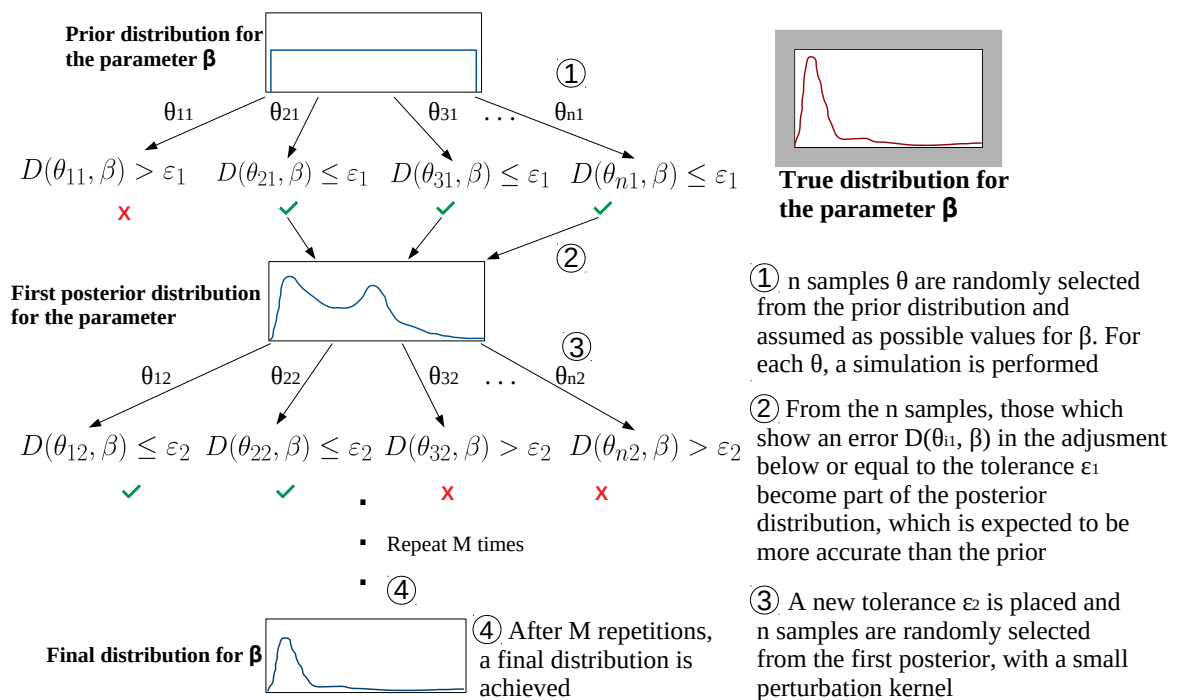 Prior distribution for
the parameter β
①
θ11 θ21 θ31 . . . θn1
D(θ11, β) > ε1 D(θ21, β) ≤ ε1 D(θ31, β) ≤ ε1 D(θn1, β) ≤ ε1
x ✓ ✓ ✓
②
First posterior distribution
for the parameter
③
θ12 θ22 θ32 . . . θn2
D(θ12, β) ≤ ε2 D(θ22, β) ≤ ε2 D(θ32, β) > ε2 D(θn2, β) > ε2
✓ ✓ x x
Repeat M times
④
Final distribution for β
④ After M repetitions,
a final distribution is
achieved
True distribution for
the parameter β
① n samples θ are randomly selected
from the prior distribution and
assumed as possible values for β. For
each θ, a simulation is performed
② From the n samples, those which
show an error D(θi1, β) in the adjusment
below or equal to the tolerance ε1
become part of the posterior
distribution, which is expected to be
more accurate than the prior
③ A new tolerance ε2 is placed and
n samples are randomly selected
from the first posterior, with a small
perturbation kernel